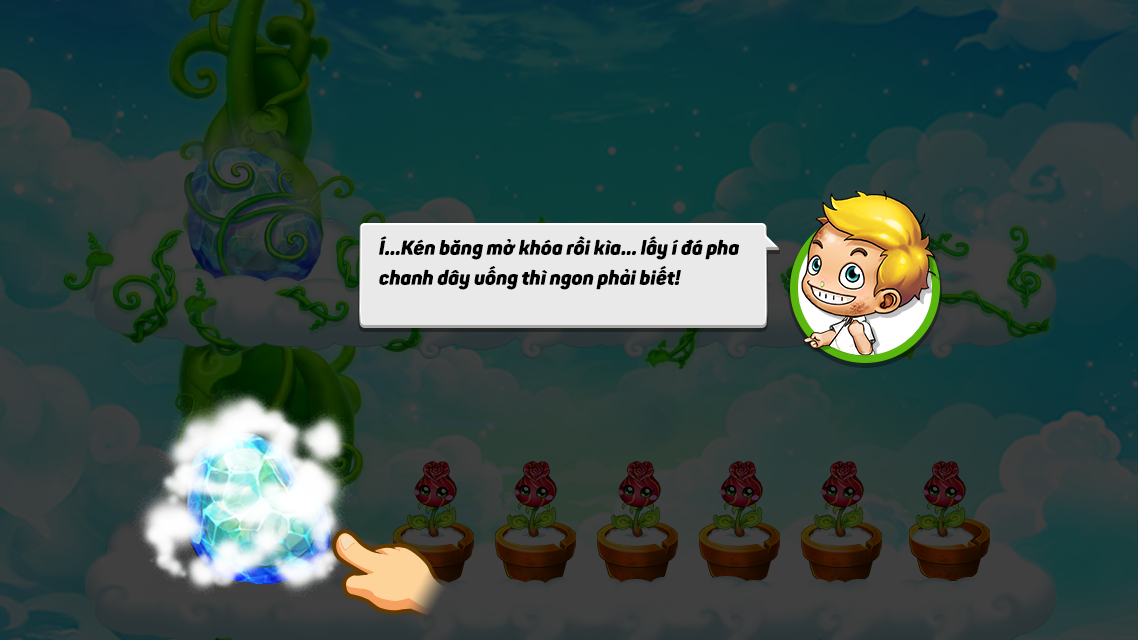 Í...Kén băng mở khóa rồi kìa... lấy í đá pha
chanh dây uống thì ngon phải biết!